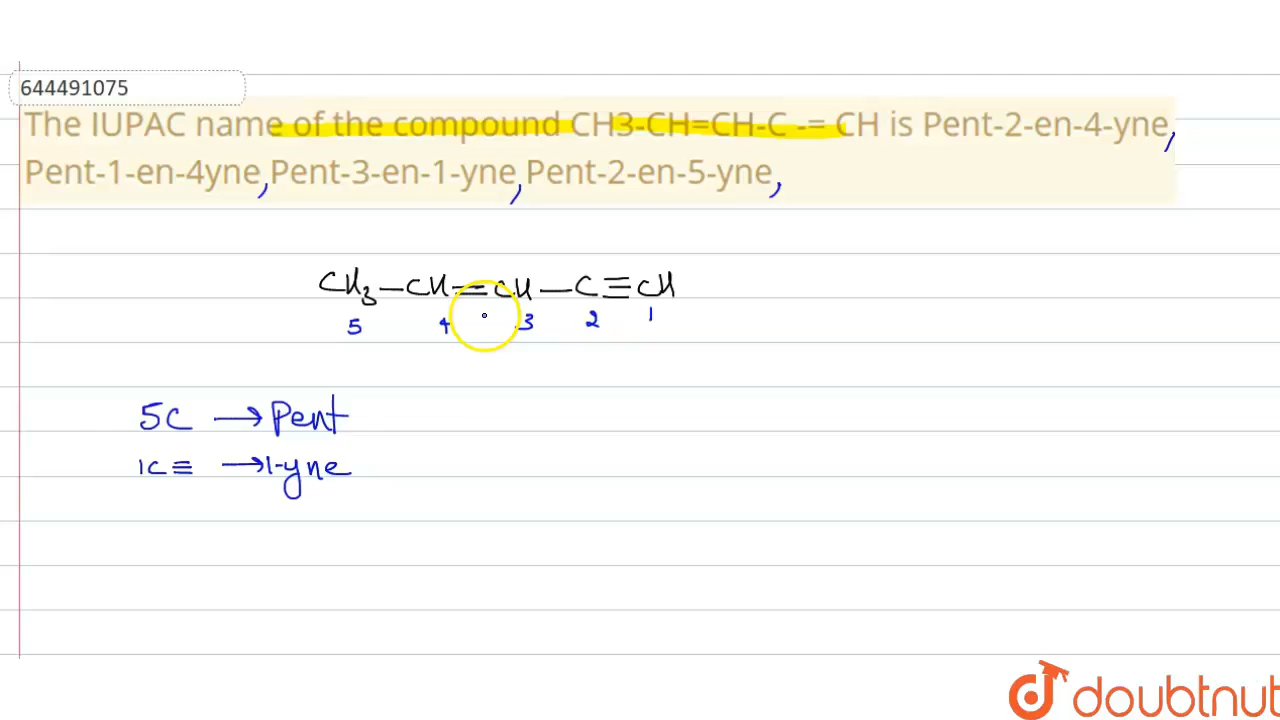 644491075
The IUPAC name of the compound CH3-CH=CH-C -= CH is Pent-2-en-4-yne,
Pent-1-en-4yne, Pent-3-en-1-yne, Pent-2-en-5-yne,
CH3-CH=CH-C≡CH
5 4 3 2 1
5C → Pent
1C≡ → 1-yne
doubtnut